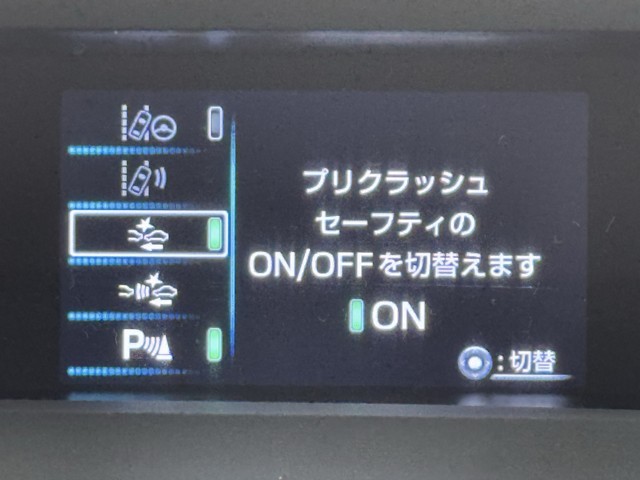 プリクラッシュ
セーフティの
ON/OFFを切替えます
ON
P
:切替